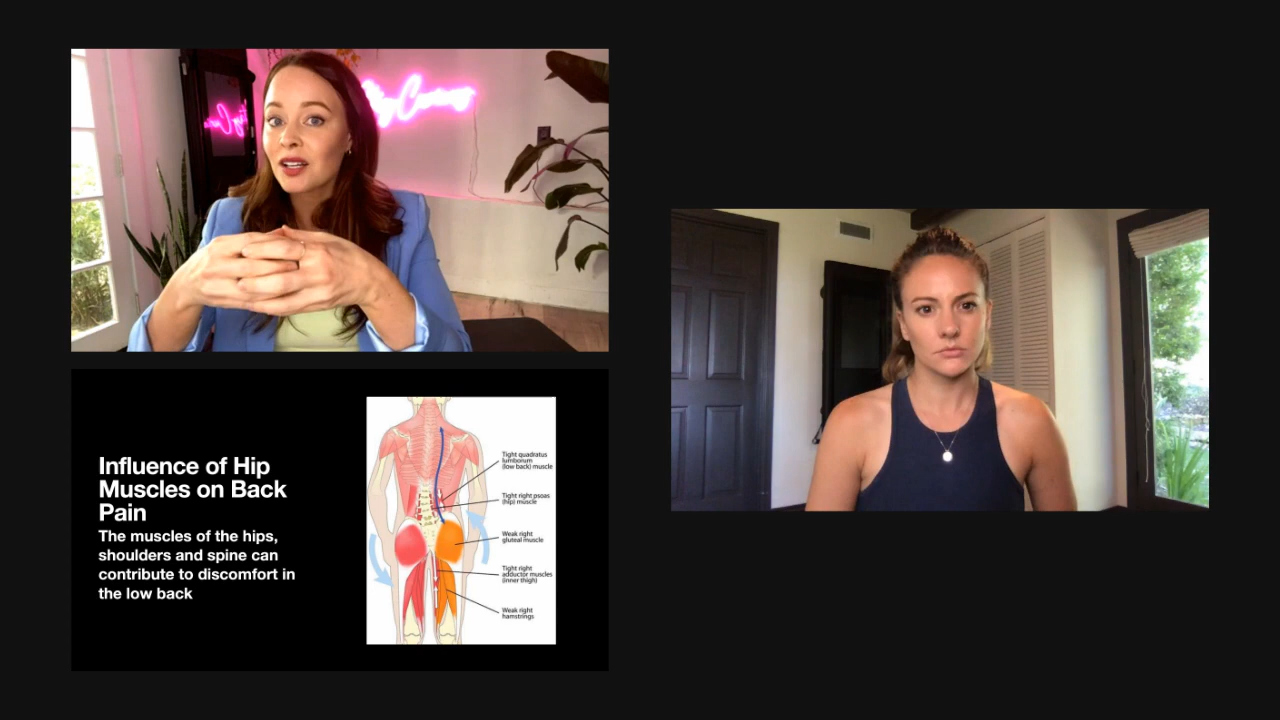 Influence of Hip
Muscles on Back
Pain
The muscles of the hips,
shoulders and spine can
contribute to discomfort in
the low back
Tight quadratus
lumborum
(low back) muscle
Tight right psoas
(hip) muscle
Weak right
gluteal muscle
Tight right
adductor muscles
(inner thigh)
Weak right
hamstrings